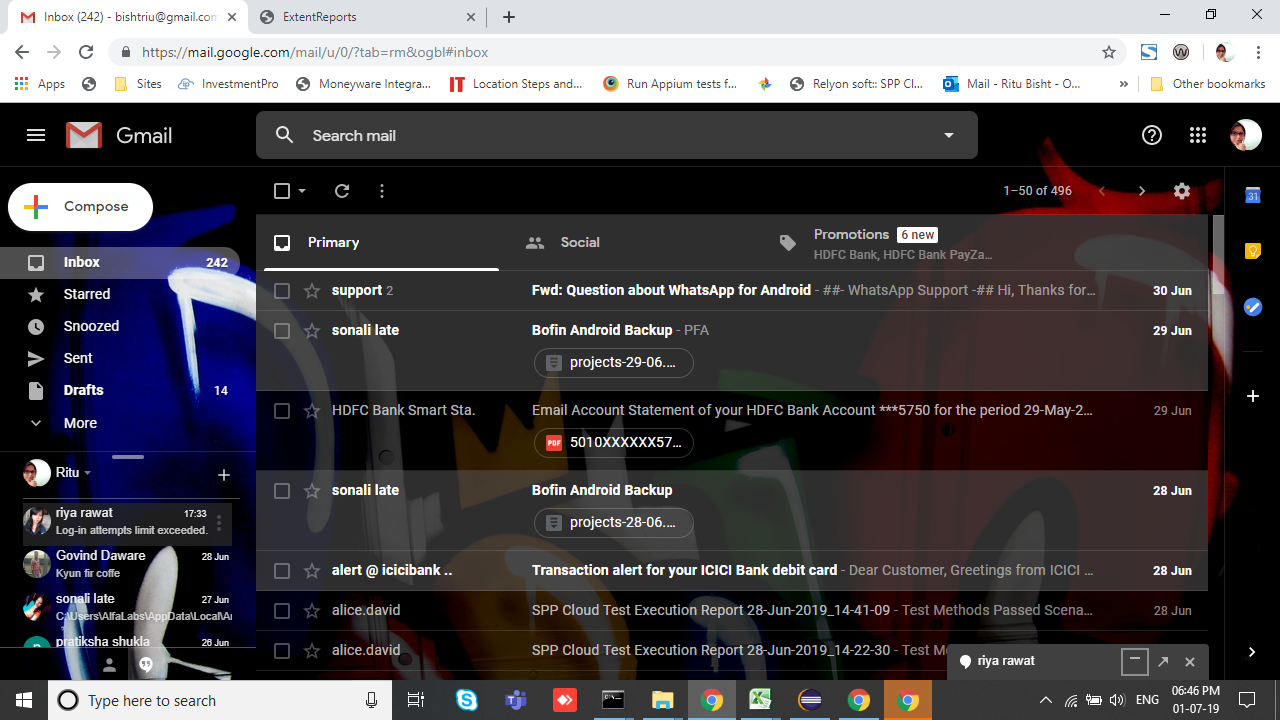 Inbox (242) - bishtriu@gmail.com
ExtentReports
https://mail.google.com/mail/u/0/?tab=rm&ogbl#inbox
Apps Sites InvestmentPro Moneyware Integra... Location Steps and... Run Appium tests f... Relyon soft:: SPP Cl... Mail - Ritu Bisht - O... » Other bookmarks
Gmail
Search mail
Compose
1–50 of 496
Inbox 242
Starred
Snoozed
Sent
Drafts 14
More
Primary
Social
Promotions 6 new
HDFC Bank, HDFC Bank PayZa...
support 2 Fwd: Question about WhatsApp for Android - ##- WhatsApp Support -## Hi, Thanks for... 30 Jun
sonali late Bofin Android Backup - PFA 29 Jun
projects-29-06....
HDFC Bank Smart Sta. Email Account Statement of your HDFC Bank Account ***5750 for the period 29-May-2... 29 Jun
PDF 5010XXXXXX57...
sonali late Bofin Android Backup 28 Jun
projects-28-06....
alert @ icicibank .. Transaction alert for your ICICI Bank debit card - Dear Customer, Greetings from ICICI ... 28 Jun
alice.david SPP Cloud Test Execution Report 28-Jun-2019_14-41-09 - Test Methods Passed Scena... 28 Jun
alice.david SPP Cloud Test Execution Report 28-Jun-2019_14-22-30 - Test Me
Ritu
riya rawat 17:33
Log-in attempts limit exceeded.
Govind Daware 28 Jun
Kyun fir coffe
sonali late 27 Jun
C:\Users\AlfaLabs\AppData\Local\A
pratiksha shukla 26 Jun
riya rawat
31
Type here to search
ENG
06:46 PM
01-07-19